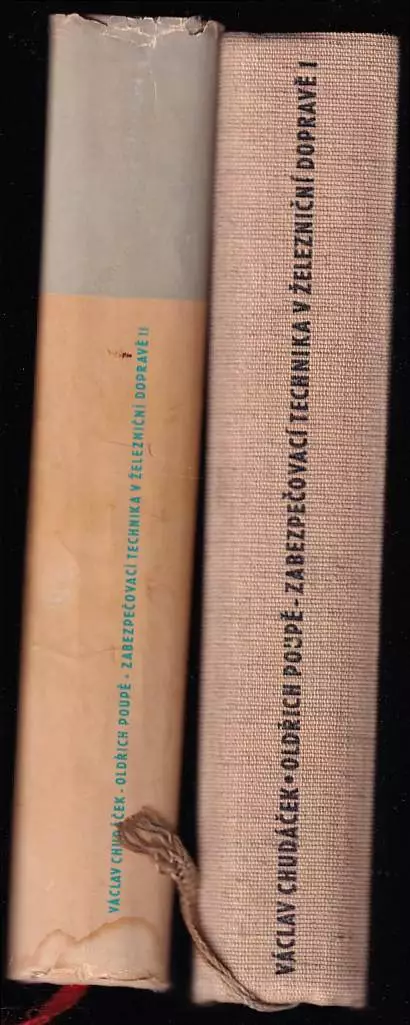 VÁCLAV CHUDÁČEK - OLDŘICH POUPĚ - ZABEZPEČOVACÍ TECHNIKA V ŽELEZNIČNÍ DOPRAVĚ II
VÁCLAV CHUDÁČEK • OLDŘICH POUPĚ - ZABEZPEČOVACÍ TECHNIKA V ŽELEZNIČNÍ DOPRAVĚ I